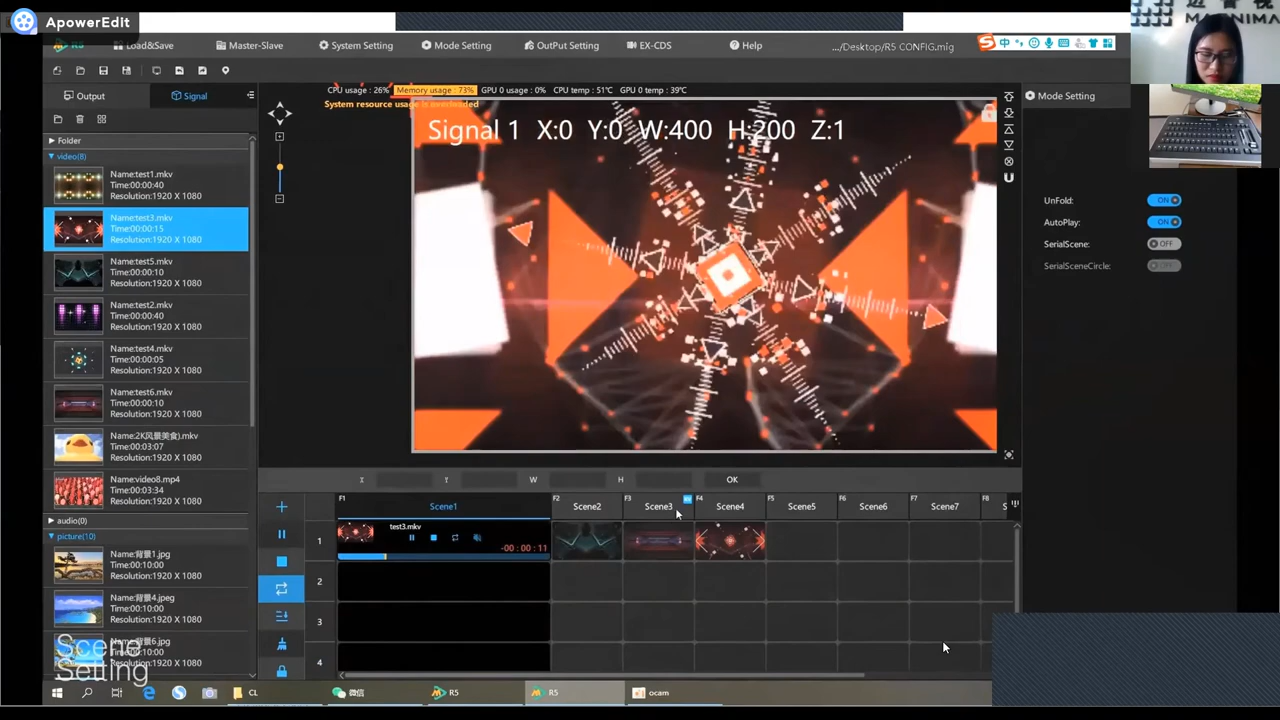 ApowerEdit
R5 Load&Save Master-Slave System Setting Mode Setting OutPut Setting EX-CDS Help .../Desktop/R5 CONFIG.mig
中
CPU usage : 26% Memory usage : 73% GPU 0 usage : 0% CPU temp : 51℃ GPU 0 temp : 39℃
System resource usage is overloaded
Output Signal
Mode Setting
Signal 1 X:0 Y:0 W:400 H:200 Z:1
Folder
video(8)
Name:test1.mkv
Time:00:00:40
Resolution:1920 X 1080
Name:test3.mkv
Time:00:00:15
Resolution:1920 X 1080
Name:test5.mkv
Time:00:00:10
Resolution:1920 X 1080
Name:test2.mkv
Time:00:00:40
Resolution:1920 X 1080
Name:test4.mkv
Time:00:00:05
Resolution:1920 X 1080
Name:test6.mkv
Time:00:00:10
Resolution:1920 X 1080
Name:2K风景美食).mkv
Time:00:03:07
Resolution:1920 X 1080
Name:video8.mp4
Time:00:03:34
Resolution:1920 X 1080
audio(0)
picture(10)
Name:背景1.jpg
Time:00:10:00
Resolution:1920 X 1080
Name:背景4.jpeg
Time:00:10:00
Resolution:1920 X 1080
Name:背景6.jpg
Resolution:1920 X 1080
UnFold: ON
AutoPlay: ON
SerialScene: OFF
SerialSceneCircle: OFF
X Y W H OK
F1 F2 F3 F4 F5 F6 F7 F8
Scene1 Scene2 Scene3 Scene4 Scene5 Scene6 Scene7 S
1 test3.mkv
-00 : 00 : 11
2
3
4
Scene
Setting
CL 微信 R5 R5 ocam